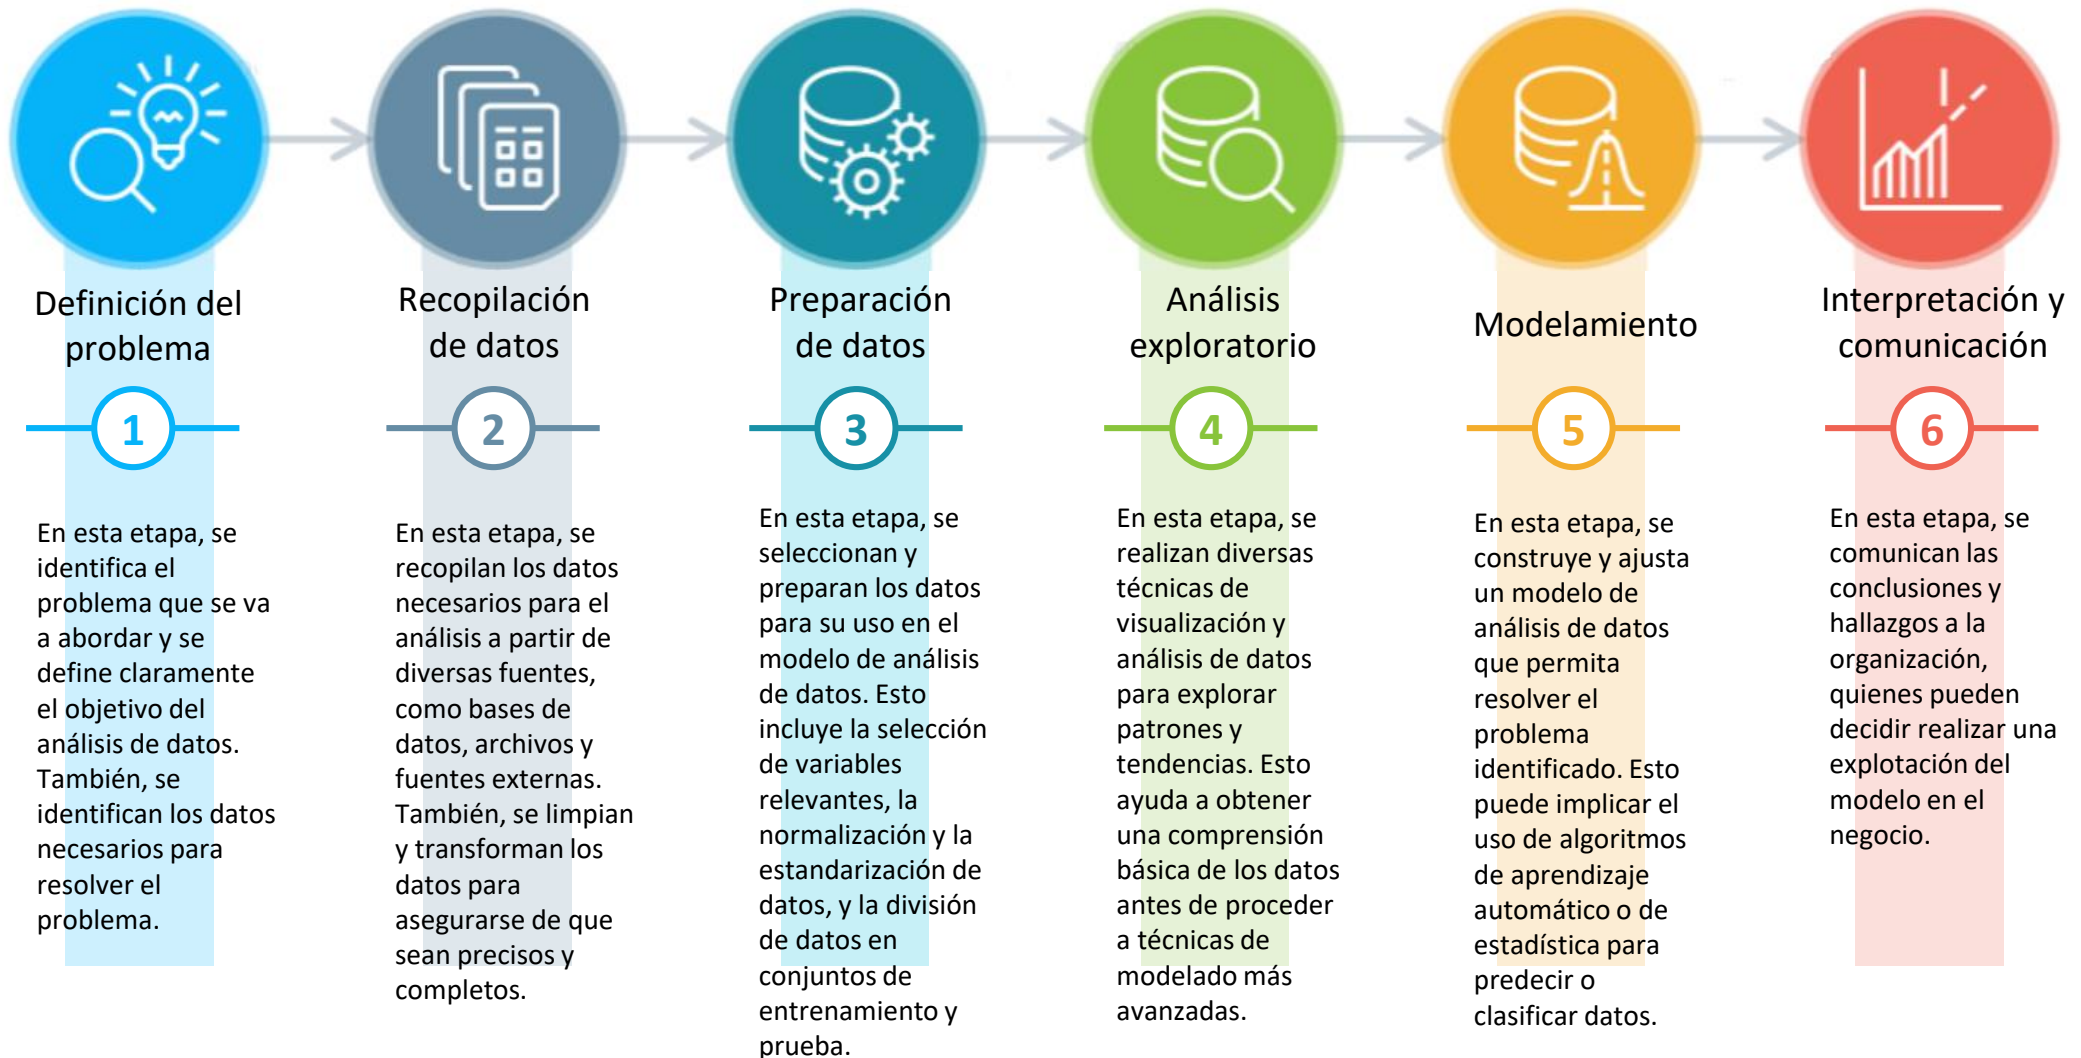 Definición del
problema
1
En esta etapa, se
identifica el
problema que se va
a abordar y se
define claramente
el objetivo del
análisis de datos.
También, se
identifican los datos
necesarios para
resolver el
problema.
Recopilación
de datos
2
En esta etapa, se
recopilan los datos
necesarios para el
análisis a partir de
diversas fuentes,
como bases de
datos, archivos y
fuentes externas.
También, se limpian
y transforman los
datos para
asegurarse de que
sean precisos y
completos.
Preparación
de datos
3
En esta etapa, se
seleccionan y
preparan los datos
para su uso en el
modelo de análisis
de datos. Esto
incluye la selección
de variables
relevantes, la
normalización y la
estandarización de
datos, y la división
de datos en
conjuntos de
entrenamiento y
prueba.
Análisis
exploratorio
4
En esta etapa, se
realizan diversas
técnicas de
visualización y
análisis de datos
para explorar
patrones y
tendencias. Esto
ayuda a obtener
una comprensión
básica de los datos
antes de proceder
a técnicas de
modelado más
avanzadas.
Modelamiento
5
En esta etapa, se
construye y ajusta
un modelo de
análisis de datos
que permita
resolver el
problema
identificado. Esto
puede implicar el
uso de algoritmos
de aprendizaje
automático o de
estadística para
predecir o
clasificar datos.
Interpretación y
comunicación
6
En esta etapa, se
comunican las
conclusiones y
hallazgos a la
organización,
quienes pueden
decidir realizar una
explotación del
modelo en el
negocio.